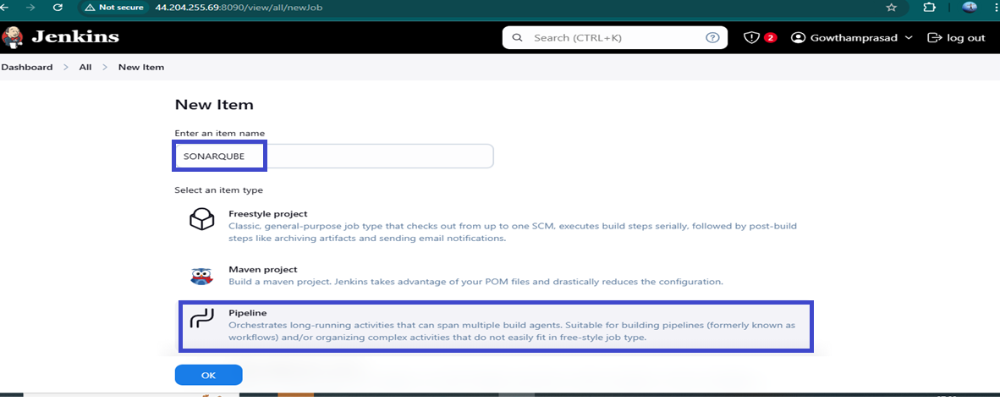 Not secure 44.204.255.69:8090/view/all/newJob
Jenkins
Search (CTRL+K)
2
Gowthamprasad
log out
Dashboard > All > New Item
New Item
Enter an item name
SONARQUBE
Select an item type
Freestyle project
Classic, general-purpose job type that checks out from up to one SCM, executes build steps serially, followed by post-build
steps like archiving artifacts and sending email notifications.
Maven project
Build a maven project. Jenkins takes advantage of your POM files and drastically reduces the configuration.
Pipeline
Orchestrates long-running activities that can span multiple build agents. Suitable for building pipelines (formerly known as
workflows) and/or organizing complex activities that do not easily fit in free-style job type.
OK